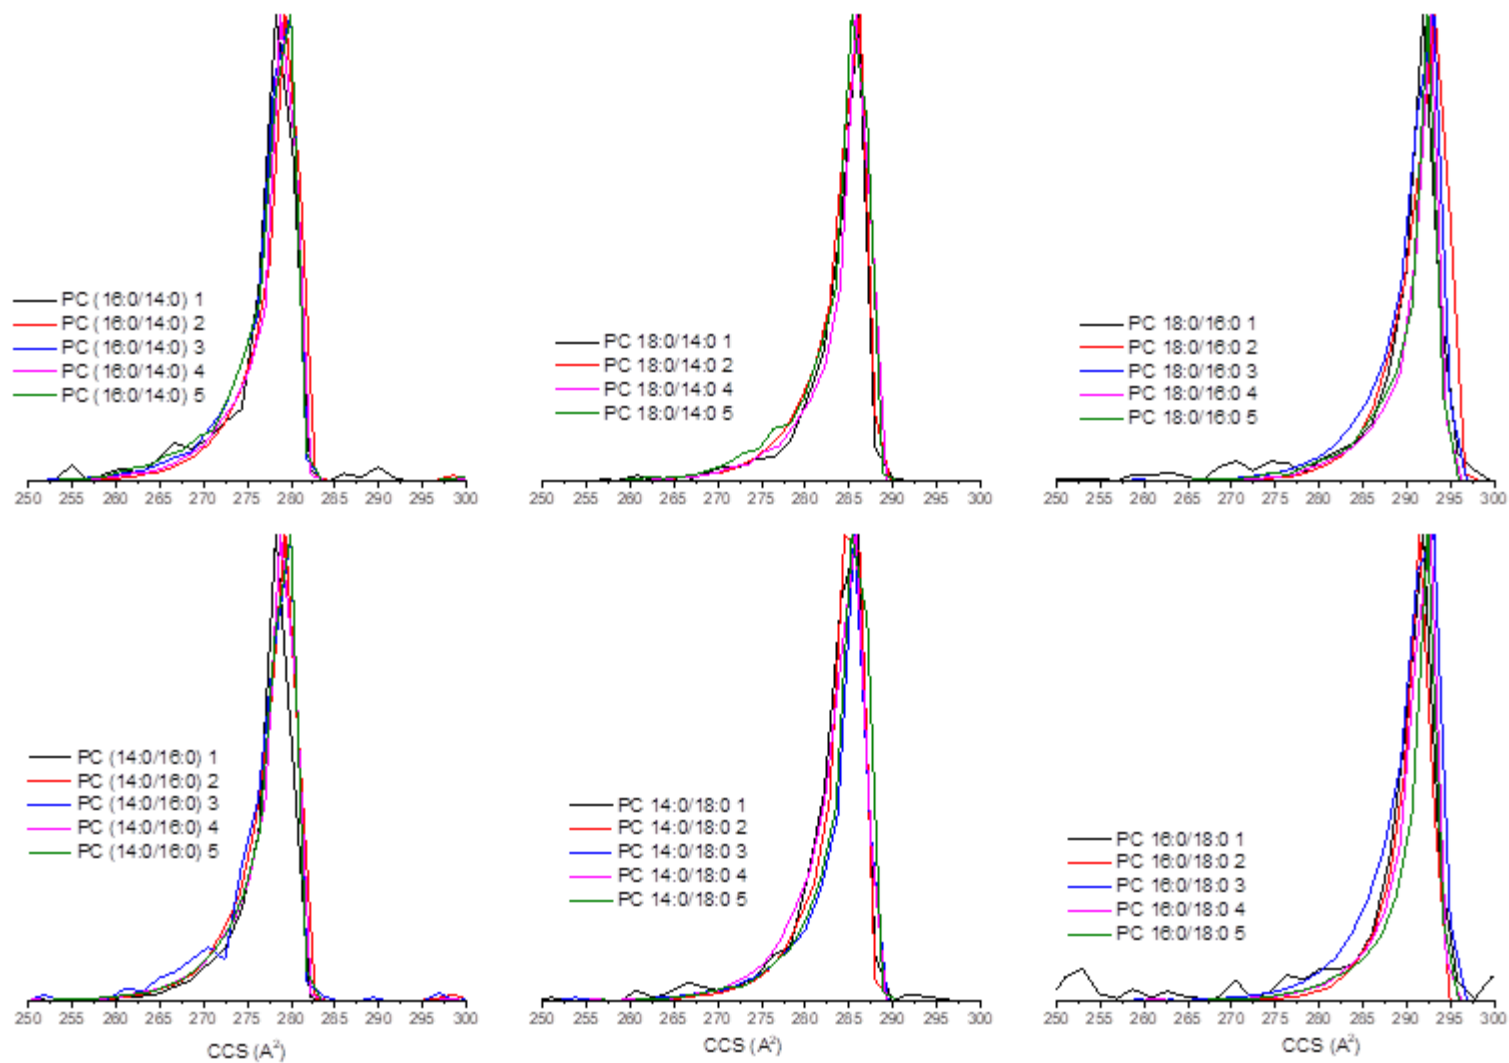 PC (16:0/14:0) 1
PC (16:0/14:0) 2
PC (16:0/14:0) 3
PC (16:0/14:0) 4
PC (16:0/14:0) 5
250 255 260 265 270 275 280 285 290 295 300
PC 18:0/14:0 1
PC 18:0/14:0 2
PC 18:0/14:0 4
PC 18:0/14:0 5
250 255 260 265 270 275 280 285 290 295 300
PC 18:0/16:0 1
PC 18:0/16:0 2
PC 18:0/16:0 3
PC 18:0/16:0 4
PC 18:0/16:0 5
250 255 260 265 270 275 280 285 290 295 300
PC (14:0/16:0) 1
PC (14:0/16:0) 2
PC (14:0/16:0) 3
PC (14:0/16:0) 4
PC (14:0/16:0) 5
250 255 260 265 270 275 280 285 290 295 300
CCS (A²)
PC 14:0/18:0 1
PC 14:0/18:0 2
PC 14:0/18:0 3
PC 14:0/18:0 4
PC 14:0/18:0 5
250 255 260 265 270 275 280 285 290 295 300
CCS (A²)
PC 16:0/18:0 1
PC 16:0/18:0 2
PC 16:0/18:0 3
PC 16:0/18:0 4
PC 16:0/18:0 5
250 255 260 265 270 275 280 285 290 295 300
CCS (A²)